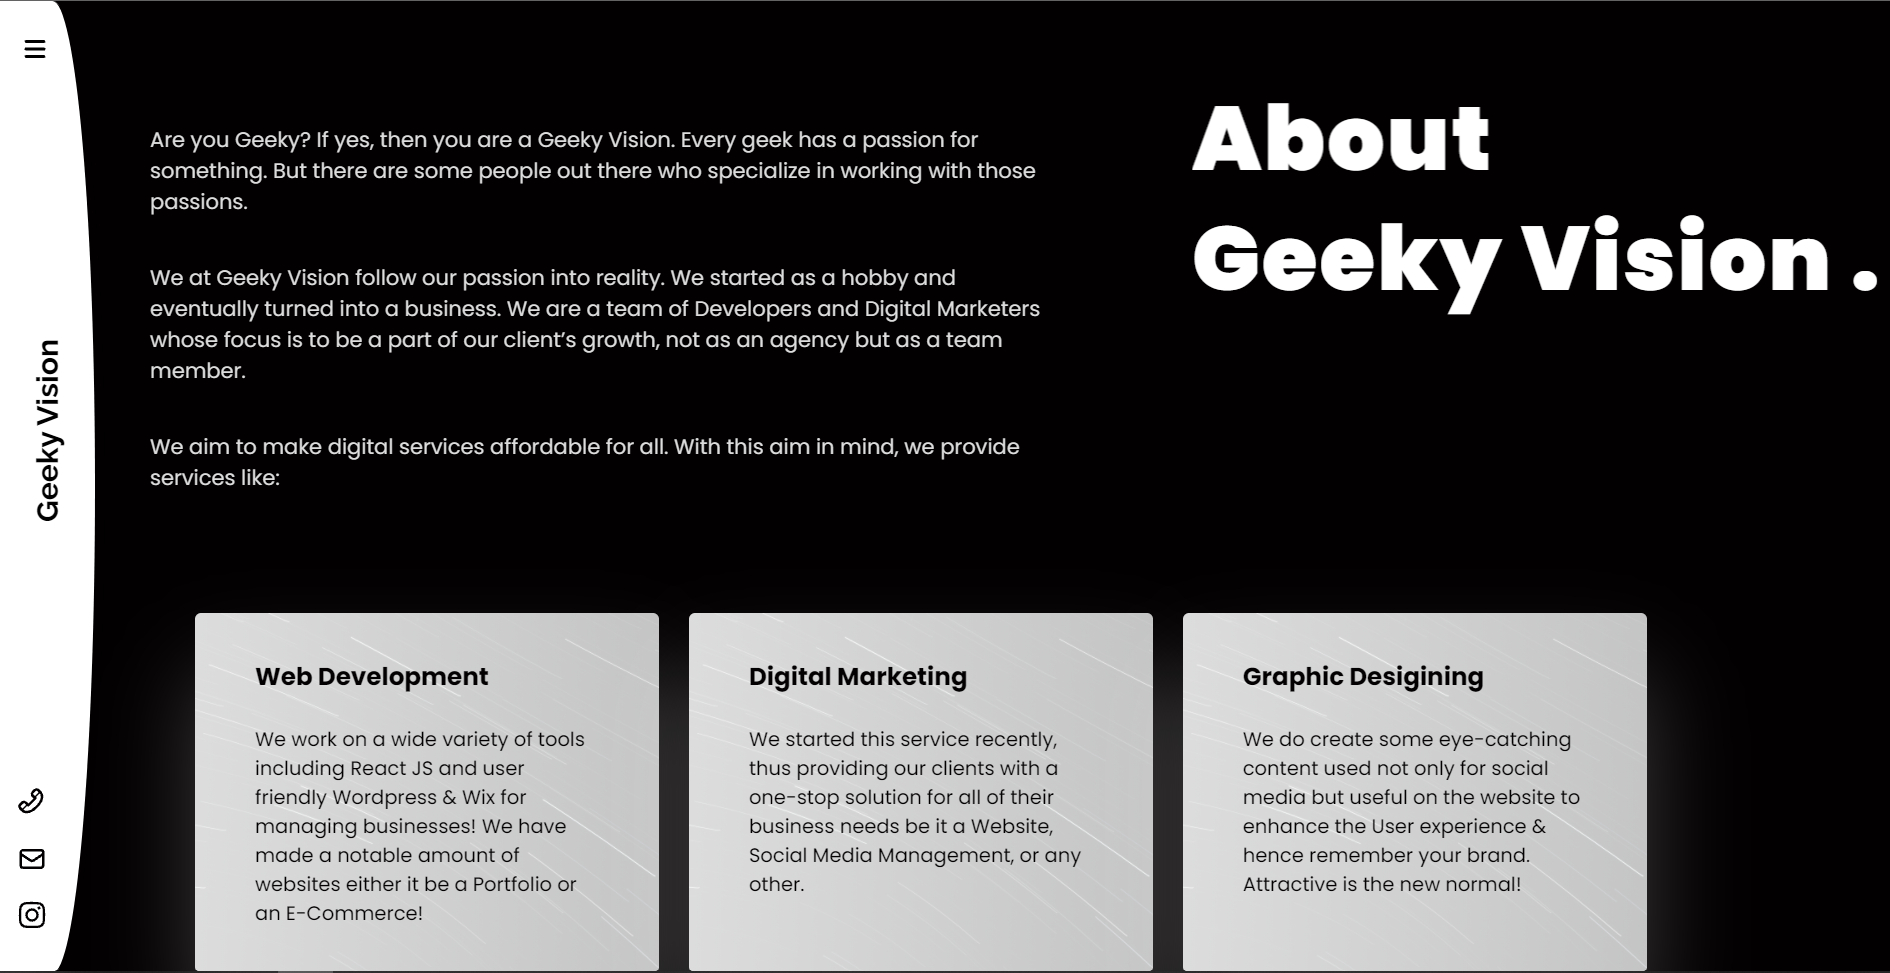 About
Geeky Vision .
Are you Geeky? If yes, then you are a Geeky Vision. Every geek has a passion for
something. But there are some people out there who specialize in working with those
passions.
We at Geeky Vision follow our passion into reality. We started as a hobby and
eventually turned into a business. We are a team of Developers and Digital Marketers
whose focus is to be a part of our client’s growth, not as an agency but as a team
member.
We aim to make digital services affordable for all. With this aim in mind, we provide
services like:
Geeky Vision
Web Development
We work on a wide variety of tools
including React JS and user
friendly Wordpress & Wix for
managing businesses! We have
made a notable amount of
websites either it be a Portfolio or
an E-Commerce!
Digital Marketing
We started this service recently,
thus providing our clients with a
one-stop solution for all of their
business needs be it a Website,
Social Media Management, or any
other.
Graphic Desigining
We do create some eye-catching
content used not only for social
media but useful on the website to
enhance the User experience &
hence remember your brand.
Attractive is the new normal!